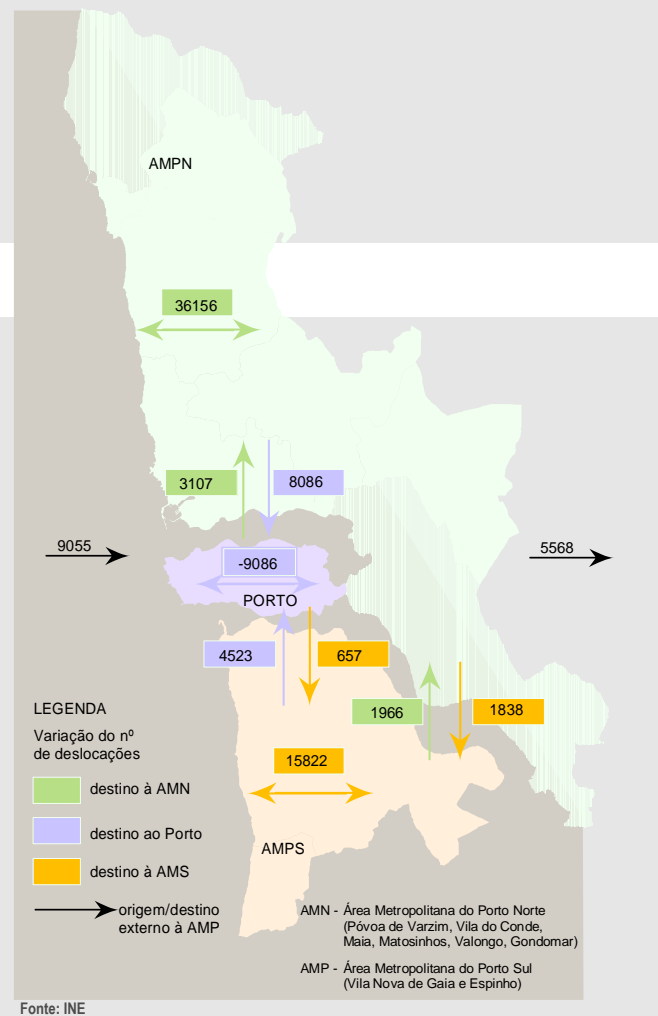 AMPN
36156
3107
8086
9055
5568
-9086
PORTO
4523
657
1966
1838
15822
AMPS
LEGENDA
Variação do nº
de deslocações
destino à AMN
destino ao Porto
destino à AMS
origem/destino
externo à AMP
AMN - Área Metropolitana do Porto Norte
(Póvoa de Varzim, Vila do Conde,
Maia, Matosinhos, Valongo, Gondomar)
AMP - Área Metropolitana do Porto Sul
(Vila Nova de Gaia e Espinho)
Fonte: INE